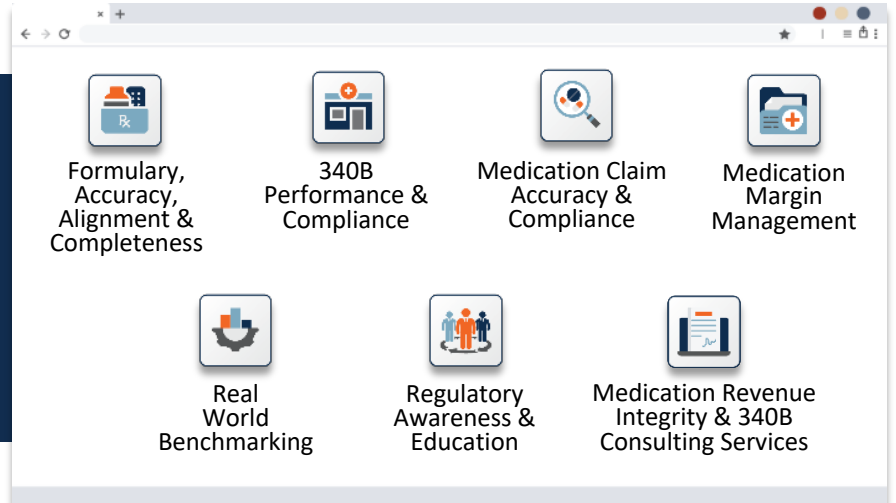 Rx
Formulary,
Accuracy,
Alignment &
Completeness
340B
Performance &
Compliance
Medication Claim
Accuracy &
Compliance
Medication
Margin
Management
Real
World
Benchmarking
Regulatory
Awareness &
Education
Medication Revenue
Integrity & 340B
Consulting Services